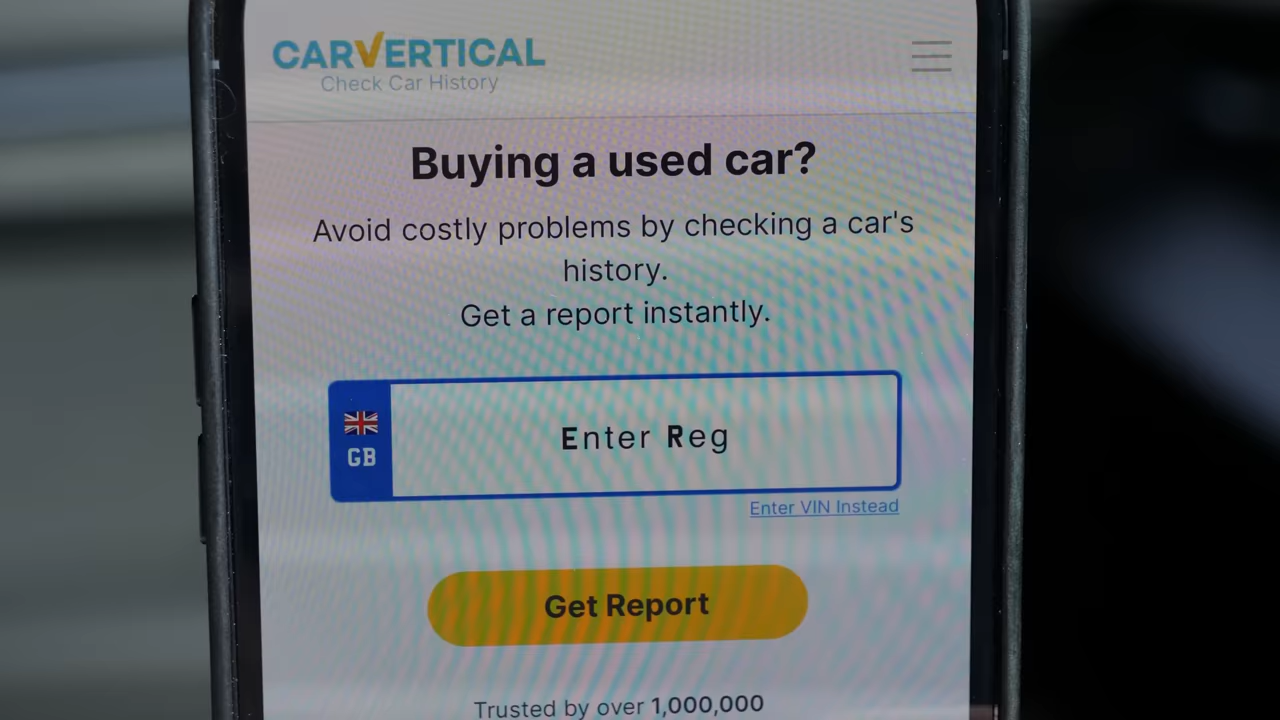 CARVERTICAL
Check Car History
Buying a used car?
Avoid costly problems by checking a car's
history.
Get a report instantly.
GB
Enter Reg
Enter VIN Instead
Get Report
Trusted by over 1,000,000